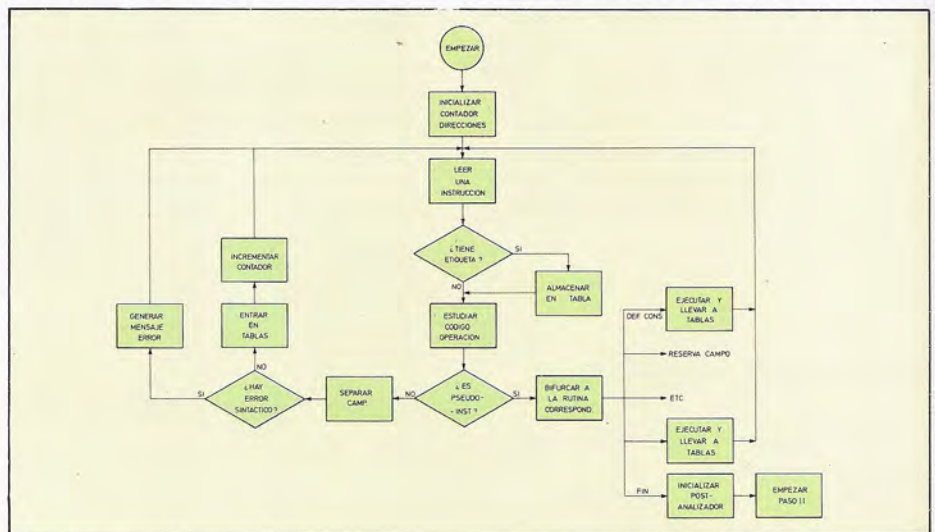 EMPEZAR
INICIALIZAR
CONTADOR
DIRECCIONES
LEER
UNA
INSTRUCCION
¿TIENE
ETIQUETA?
SI
NO
ALMACENAR
EN TABLA
ESTUDIAR
CODIGO
OPERACION
¿ES
PSEUDO-
-INST?
NO
SI
SEPARAR
CAMP.
¿HAY
ERROR
SINTACTICO?
SI
NO
GENERAR
MENSAJE
ERROR
ENTRAR
EN
TABLAS
INCREMENTAR
CONTADOR
BIFURCAR A
LA RUTINA
CORRESPOND.
DEF CONS
EJECUTAR Y
LLEVAR A
TABLAS
RESERVA CAMPO
ETC
EJECUTAR Y
LLEVAR A
TABLAS
FIN
INICIALIZAR
POST-
ANALIZADOR
EMPEZAR
PASO II